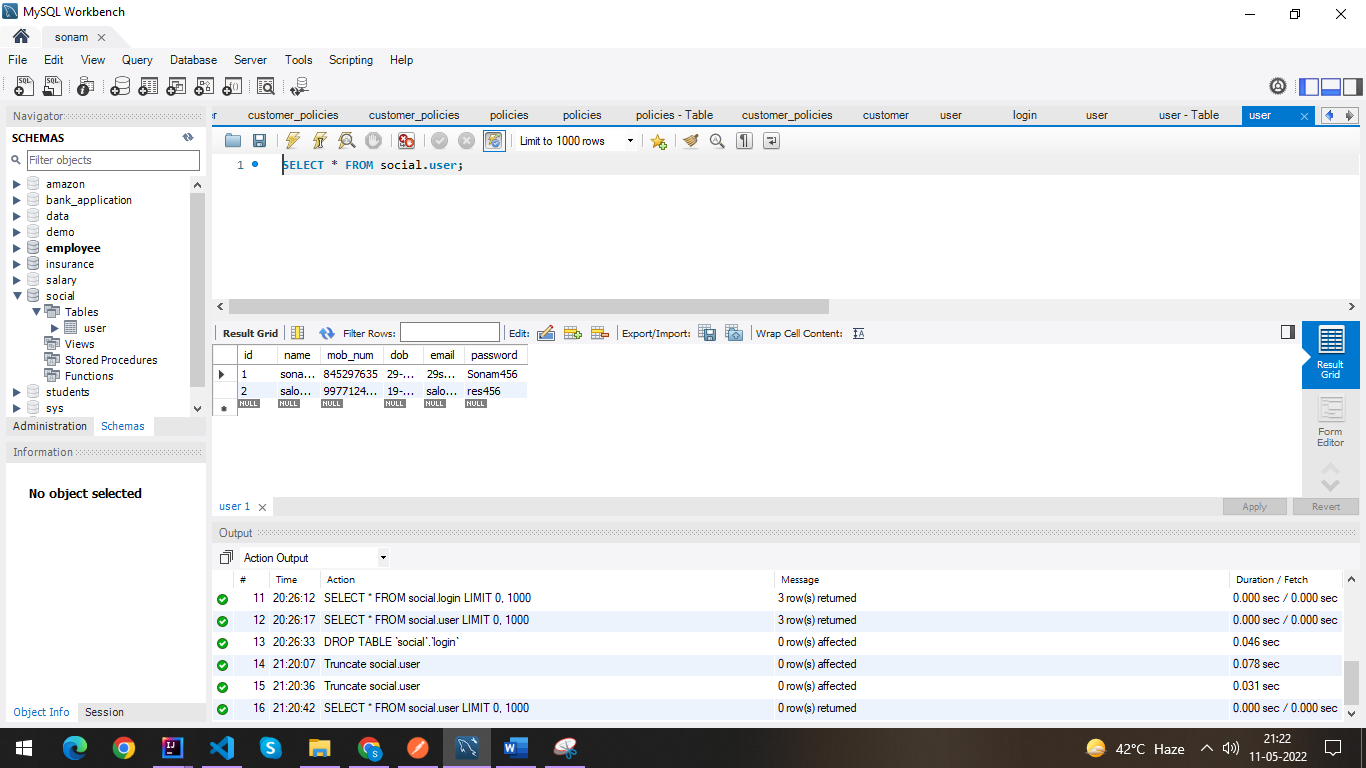 MySQL Workbench
sonam
File Edit View Query Database Server Tools Scripting Help
Navigator
SCHEMAS
Filter objects
amazon
bank_application
data
demo
employee
insurance
salary
social
Tables
user
Views
Stored Procedures
Functions
students
sys
Administration Schemas
Information
No object selected
Object Info Session
er customer_policies customer_policies policies policies policies - Table customer_policies customer user login user user - Table user
Limit to 1000 rows
1 SELECT * FROM social.user;
Result Grid Filter Rows: Edit: Export/Import: Wrap Cell Content:
id name mob_num dob email password
1 sona... 845297635 29-... 29s... Sonam456
2 salo... 9977124... 19-... salo... res456
NULL NULL NULL NULL NULL NULL
Result
Grid
Form
Editor
user 1 Apply Revert
Output
Action Output
# Time Action Message Duration / Fetch
11 20:26:12 SELECT * FROM social.login LIMIT 0, 1000 3 row(s) returned 0.000 sec / 0.000 sec
12 20:26:17 SELECT * FROM social.user LIMIT 0, 1000 3 row(s) returned 0.000 sec / 0.000 sec
13 20:26:33 DROP TABLE `social`.`login` 0 row(s) affected 0.046 sec
14 21:20:07 Truncate social.user 0 row(s) affected 0.078 sec
15 21:20:36 Truncate social.user 0 row(s) affected 0.031 sec
16 21:20:42 SELECT * FROM social.user LIMIT 0, 1000 0 row(s) returned 0.000 sec / 0.000 sec
42°C Haze
21:22
11-05-2022